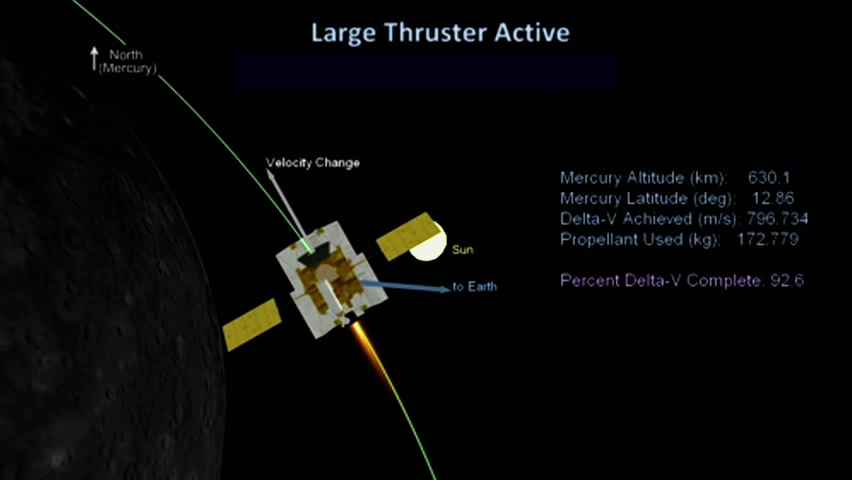 Large Thruster Active
North
(Mercury)
Velocity Change
Mercury Altitude (km): 630.1
Mercury Latitude (deg): 12.86
Delta-V Achieved (m/s): 796.734
Propellant Used (kg): 172.779
Sun
Percent Delta-V Complete: 92.6
to Earth